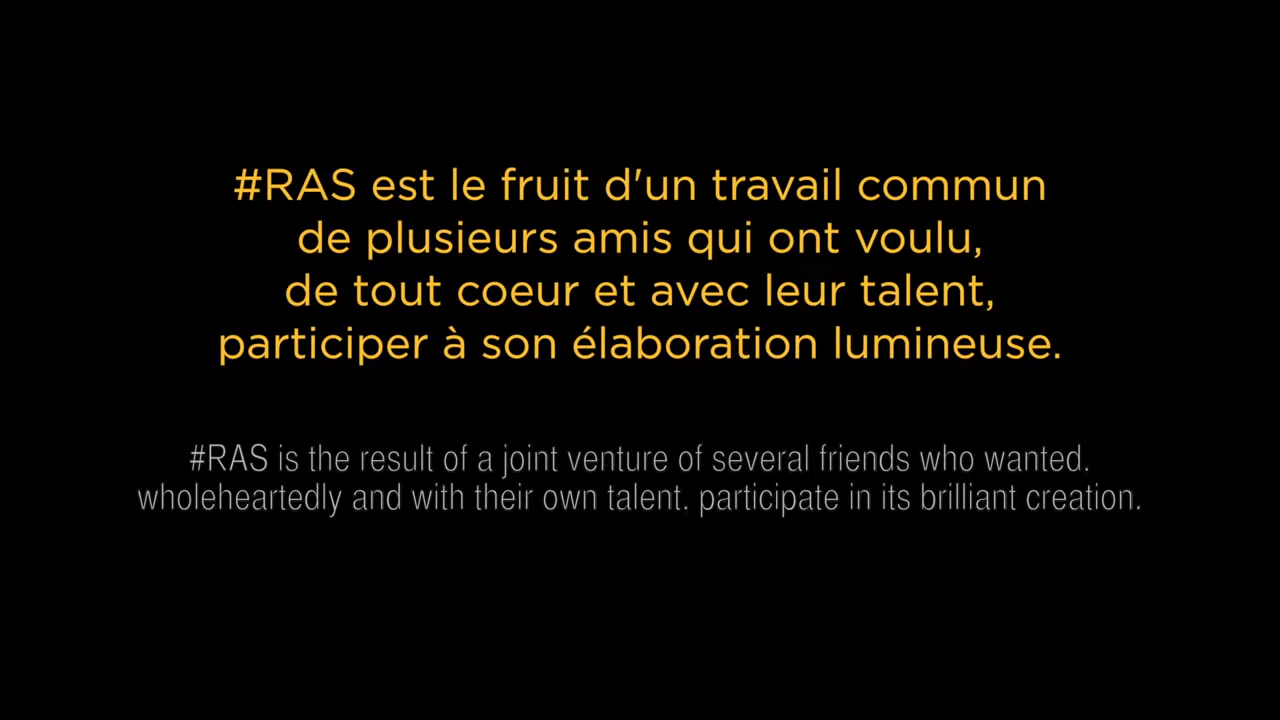 #RAS est le fruit d'un travail commun
de plusieurs amis qui ont voulu,
de tout coeur et avec leur talent,
participer à son élaboration lumineuse.
#RAS is the result of a joint venture of several friends who wanted.
wholeheartedly and with their own talent. participate in its brilliant creation.